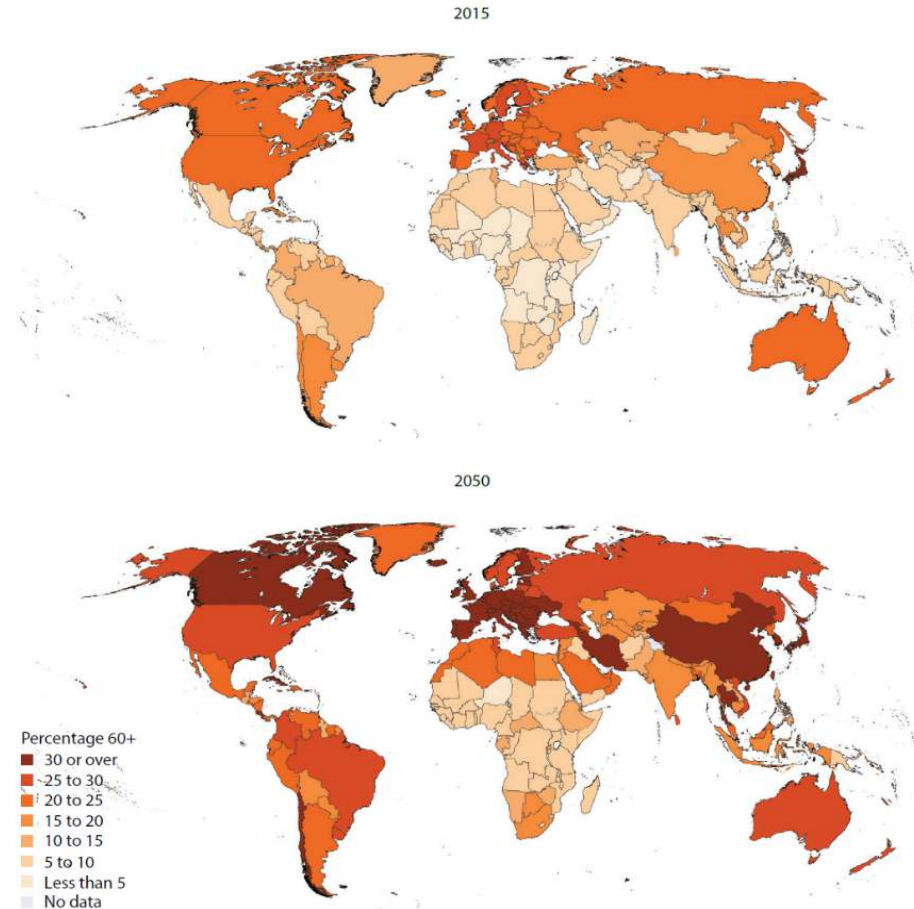 2015
2050
Percentage 60+
30 or over
25 to 30
20 to 25
15 to 20
10 to 15
5 to 10
Less than 5
No data